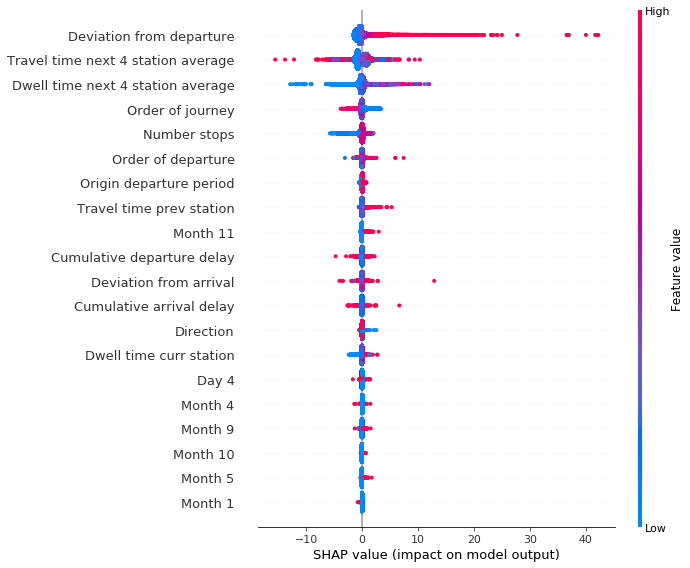 High
Deviation from departure
Travel time next 4 station average
Dwell time next 4 station average
Order of journey
Number stops
Order of departure
Origin departure period
Travel time prev station
Month 11
Cumulative departure delay
Deviation from arrival
Cumulative arrival delay
Direction
Dwell time curr station
Day 4
Month 4
Month 9
Month 10
Month 5
Month 1
Feature value
Low
−10 0 10 20 30 40
SHAP value (impact on model output)